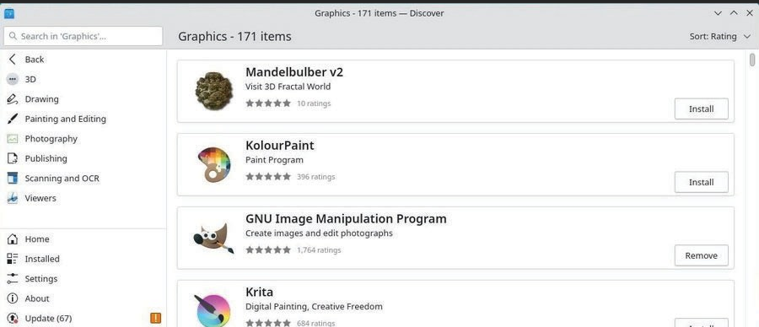 Graphics - 171 items — Discover
Search in 'Graphics'...
Graphics - 171 items
Sort: Rating
Back
3D
Drawing
Painting and Editing
Photography
Publishing
Scanning and OCR
Viewers
Home
Installed
Settings
About
Update (67)
Mandelbulber v2
Visit 3D Fractal World
10 ratings
Install
KolourPaint
Paint Program
396 ratings
Install
GNU Image Manipulation Program
Create images and edit photographs
1,764 ratings
Remove
Krita
Digital Painting, Creative Freedom
684 ratings
Install